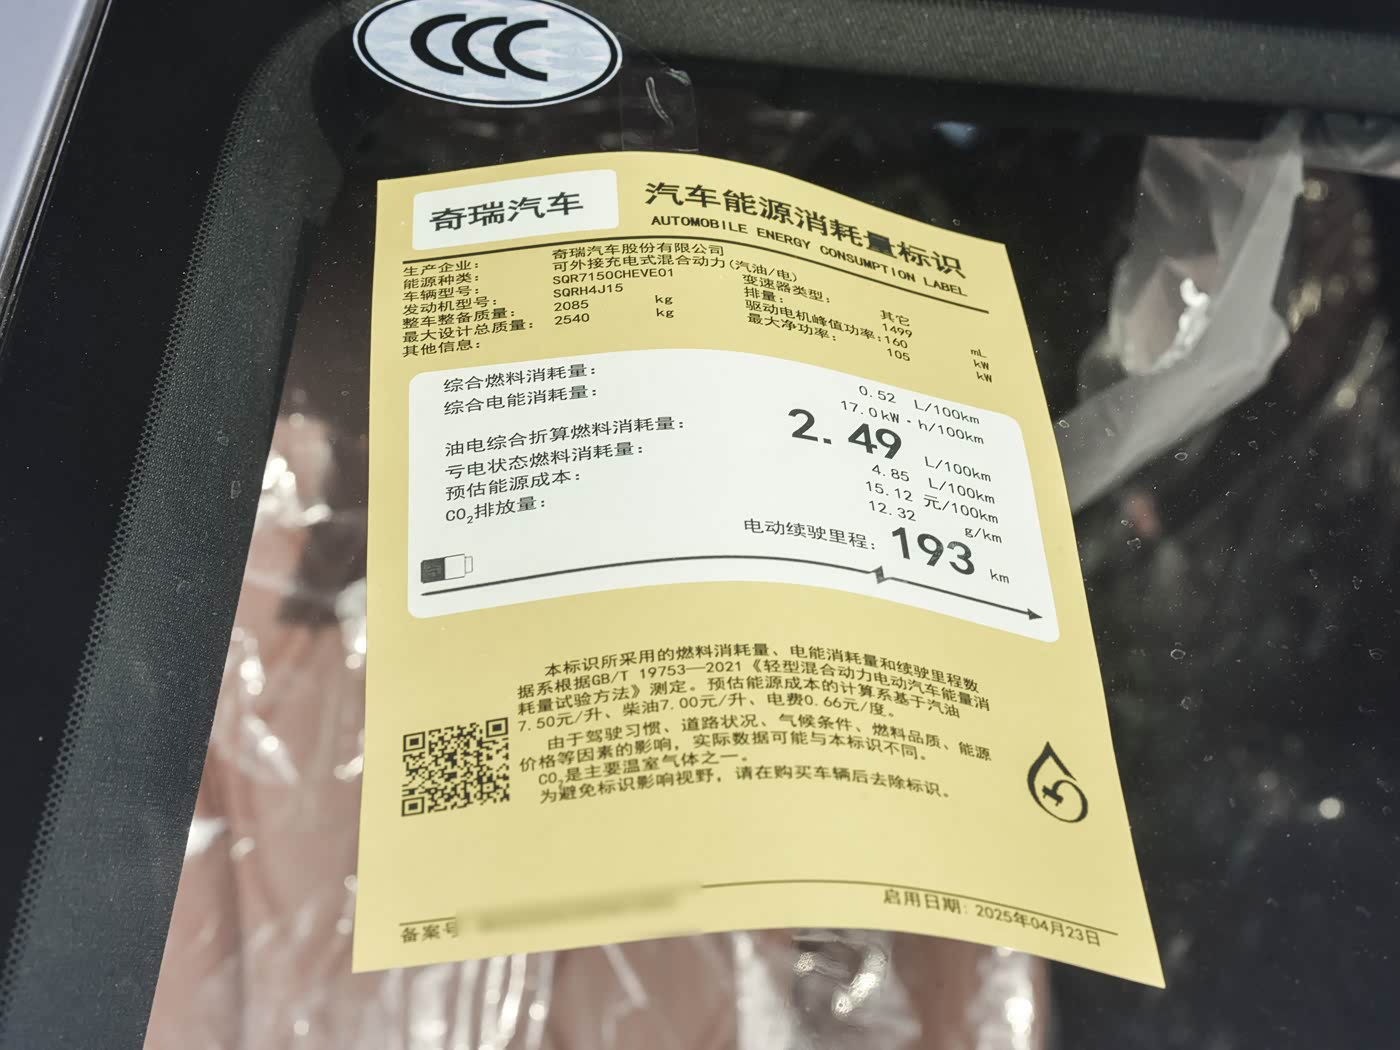 CCC
奇瑞汽车
汽车能源消耗量标识
AUTOMOBILE ENERGY CONSUMPTION LABEL
生产企业： 奇瑞汽车股份有限公司
能源种类： 可外接充电式混合动力(汽油/电)
车辆型号： SQR7150CHEVE01 变速器类型： 其它
发动机型号： SQRH4J15 排量： 1499 mL
整车整备质量： 2085 kg 驱动电机峰值功率：160 kW
最大设计总质量： 2540 kg 最大净功率： 105 kW
其他信息：
综合燃料消耗量： 0.52 L/100km
综合电能消耗量： 17.0kW·h/100km
油电综合折算燃料消耗量： 2.49 L/100km
亏电状态燃料消耗量： 4.85 L/100km
预估能源成本： 15.12 元/100km
CO₂排放量： 12.32 g/km
电动续驶里程： 193 km
本标识所采用的燃料消耗量、电能消耗量和续驶里程数
据系根据GB/T 19753—2021《轻型混合动力电动汽车能量消
耗量试验方法》测定。预估能源成本的计算系基于汽油
7.50元/升、柴油7.00元/升、电费0.66元/度。
由于驾驶习惯、道路状况、气候条件、燃料品质、能源
价格等因素的影响，实际数据可能与本标识不同。
CO₂是主要温室气体之一。
为避免标识影响视野，请在购买车辆后去除标识。
备案号
启用日期：2025年04月23日